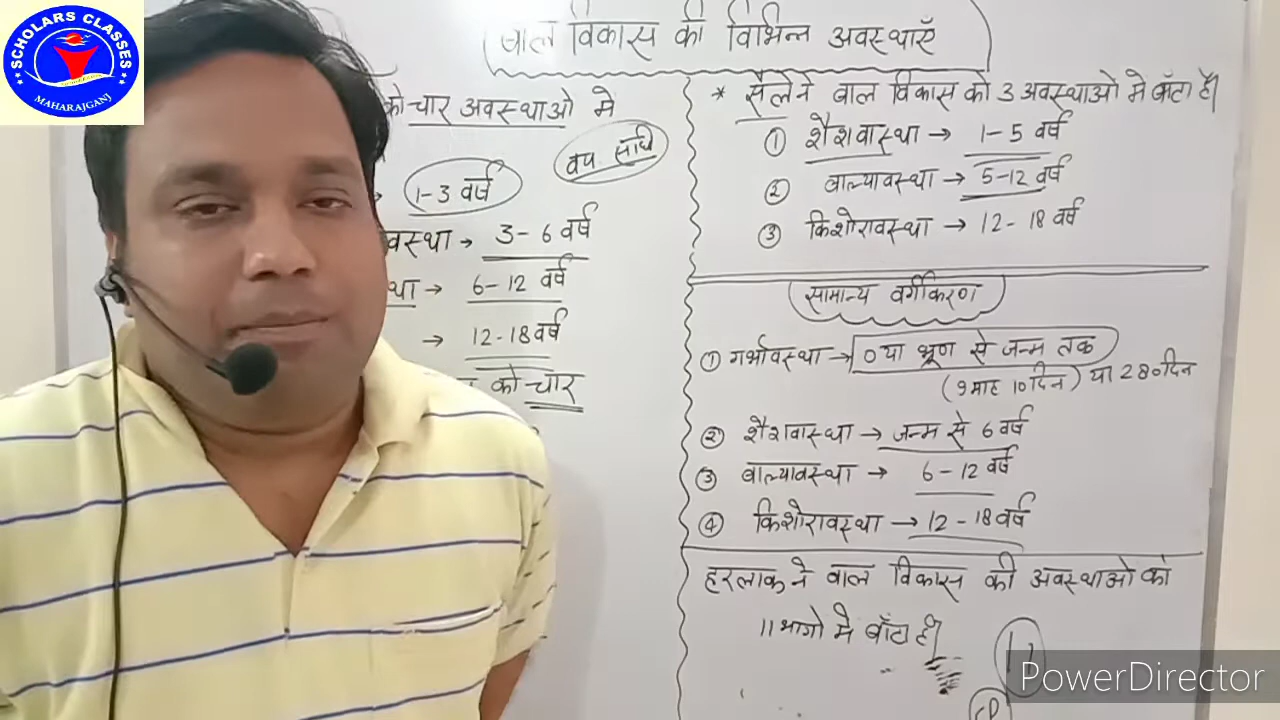 SCHOLARS CLASSES
MAHARAJGANJ
बाल विकास की विभिन्न अवस्थाएँ
को चार अवस्थाओ मे
वय संधि
→ 1-3 वर्ष
वस्था → 3-6 वर्ष
था → 6-12 वर्ष
→ 12-18 वर्ष
को चार
* सैले ने बाल विकास को 3 अवस्थाओ मे बाँटा है।
① शैशवास्था → 1-5 वर्ष
② बाल्यावस्था → 5-12 वर्ष
③ किशोरावस्था → 12-18 वर्ष
सामान्य वर्गीकरण
① गर्भावस्था → 0 या भ्रूण से जन्म तक
(9 माह 10 दिन) या 280 दिन
② शैशवास्था → जन्म से 6 वर्ष
③ बाल्यावस्था → 6-12 वर्ष
④ किशोरावस्था → 12-18 वर्ष
हरलाक ने बाल विकास की अवस्थाओ को
11 भागो मे बाँटा है।
PowerDirector